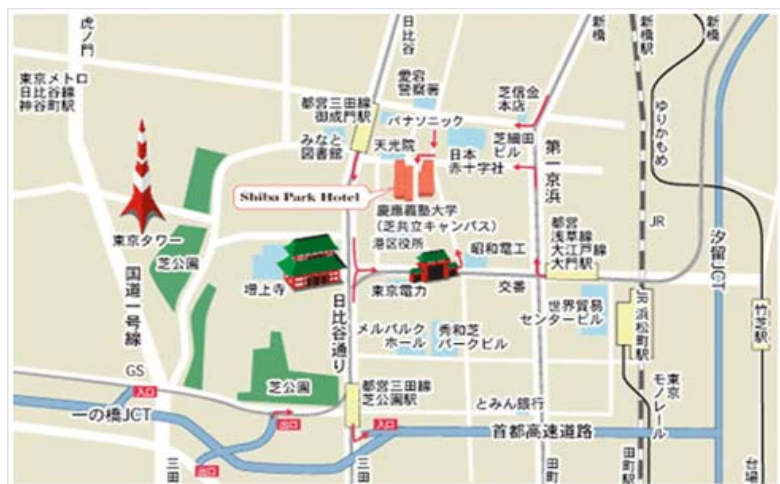 虎ノ門
日比谷
新橋
新橋駅
新橋
東京メトロ
日比谷線
神谷町駅
都営三田線
御成門駅
愛宕
警察署
芝信金
本店
パナソニック
みなと
図書館
天光院
日本
赤十字社
芝細田
ビル
第一京浜
ゆりかもめ
Shiba Park Hotel
慶應義塾大学
(芝共立キャンパス)
港区役所
昭和電工
都営
浅草線
大江戸線
大門駅
JR
汐留JCT
東京タワー
芝公園
国道一号線
増上寺
日比谷通り
東京電力
交番
世界貿易
センタービル
JR浜松町駅
竹芝駅
メルパルク
ホール
秀和芝
パークビル
GS
入口
芝公園
都営三田線
芝公園駅
とみん銀行
東京
モノレール
一の橋JCT
出口
入口
首都高速道路
出口
三田
三田
田町
田町駅
台場